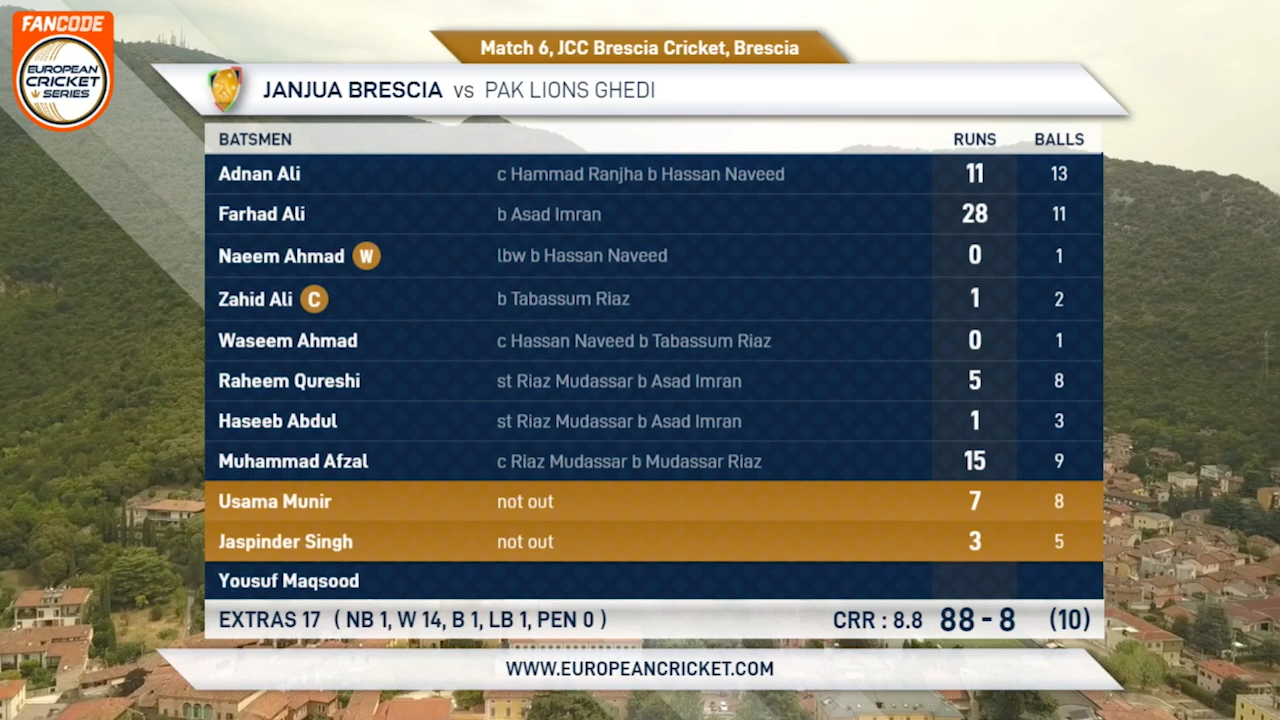 FANCODE
EUROPEAN
CRICKET
SERIES
Match 6, JCC Brescia Cricket, Brescia
JANJUA BRESCIA vs PAK LIONS GHEDI
BATSMEN RUNS BALLS
Adnan Ali c Hammad Ranjha b Hassan Naveed 11 13
Farhad Ali b Asad Imran 28 11
Naeem Ahmad W lbw b Hassan Naveed 0 1
Zahid Ali C b Tabassum Riaz 1 2
Waseem Ahmad c Hassan Naveed b Tabassum Riaz 0 1
Raheem Qureshi st Riaz Mudassar b Asad Imran 5 8
Haseeb Abdul st Riaz Mudassar b Asad Imran 1 3
Muhammad Afzal c Riaz Mudassar b Mudassar Riaz 15 9
Usama Munir not out 7 8
Jaspinder Singh not out 3 5
Yousuf Maqsood
EXTRAS 17 ( NB 1, W 14, B 1, LB 1, PEN 0 ) CRR : 8.8 88 - 8 (10)
WWW.EUROPEANCRICKET.COM